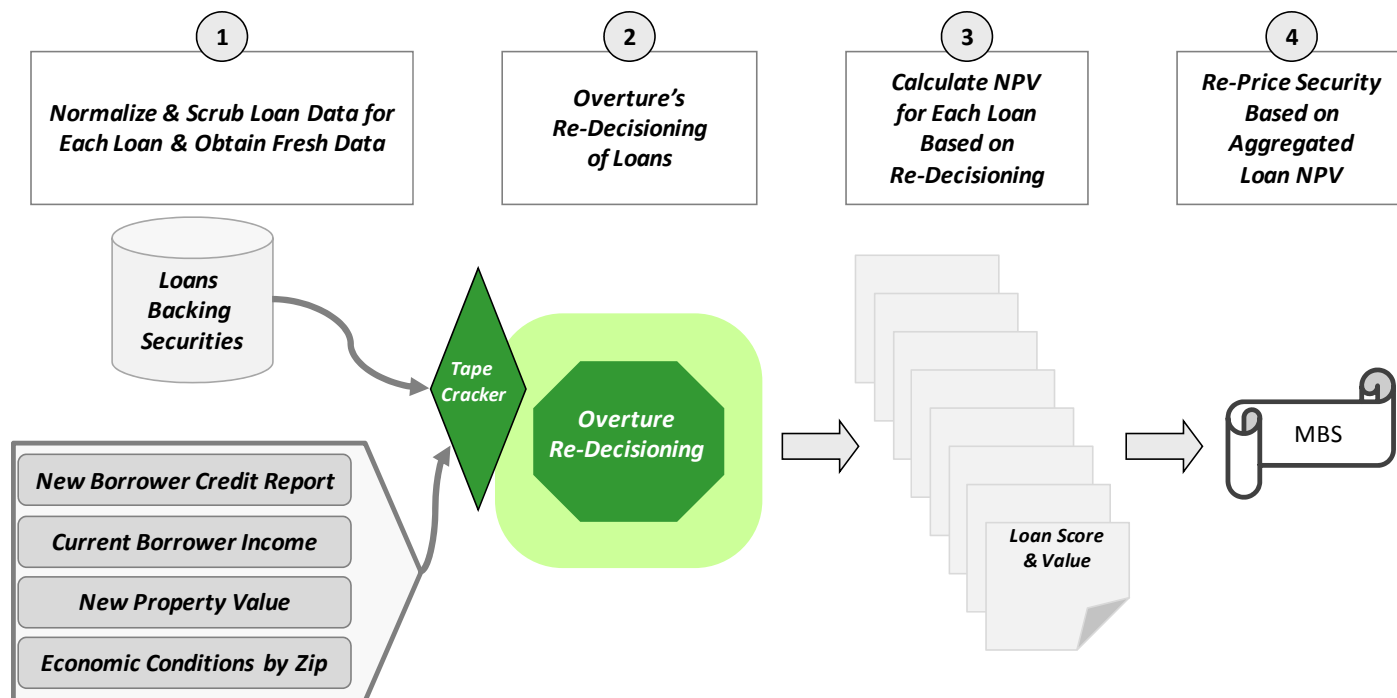 1
Normalize & Scrub Loan Data for
Each Loan & Obtain Fresh Data
2
Overture’s
Re-Decisioning
of Loans
3
Calculate NPV
for Each Loan
Based on
Re-Decisioning
4
Re-Price Security
Based on
Aggregated
Loan NPV
Loans
Backing
Securities
Tape
Cracker
Overture
Re-Decisioning
New Borrower Credit Report
Current Borrower Income
New Property Value
Economic Conditions by Zip
Loan Score
& Value
MBS